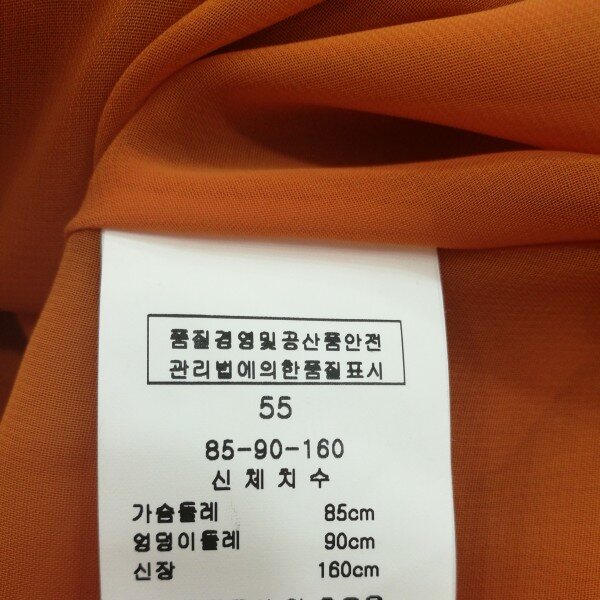 품질경영및공산품안전
관리법에의한품질표시
55
85-90-160
신체치수
가슴둘레 85cm
엉덩이둘레 90cm
신장 160cm